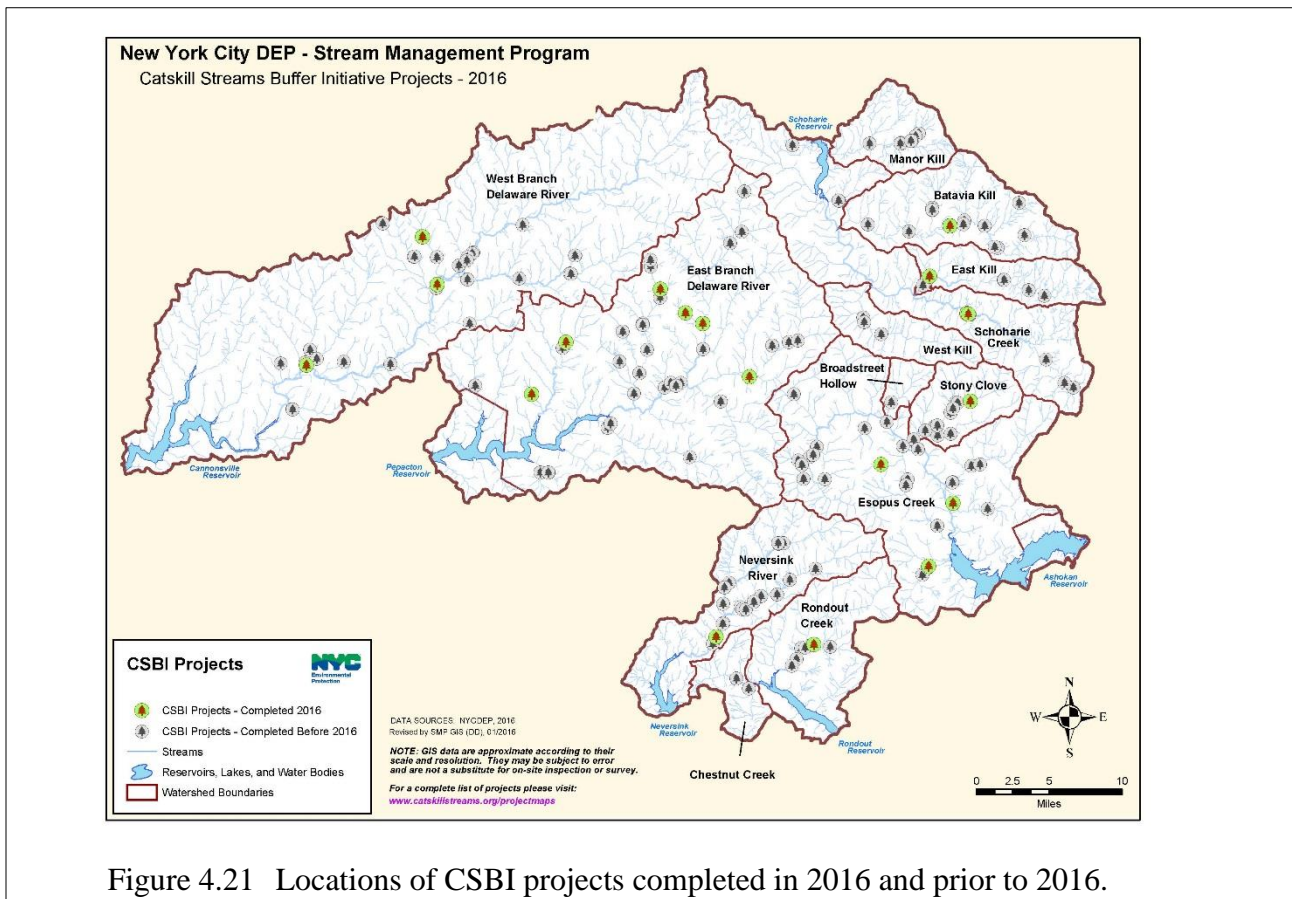 New York City DEP - Stream Management Program
Catskill Streams Buffer Initiative Projects - 2016
Schoharie
Reservoir
Manor Kill
West Branch
Delaware River
Batavia Kill
East Branch
Delaware River
East Kill
Schoharie
Creek
West Kill
Broadstreet
Hollow
Stony Clove
Cannonsville
Reservoir
Pepacton
Reservoir
Esopus Creek
Neversink
River
Ashokan
Reservoir
Rondout
Creek
CSBI Projects
NYC
Environmental
Protection
CSBI Projects - Completed 2016
CSBI Projects - Completed Before 2016
Streams
Reservoirs, Lakes, and Water Bodies
Watershed Boundaries
DATA SOURCES: NYCDEP, 2016
Revised by SMP GIS (DD), 01/2016
NOTE: GIS data are approximate according to their
scale and resolution. They may be subject to error
and are not a substitute for on-site inspection or survey.
For a complete list of projects please visit:
www.catskillstreams.org/projectmaps
Neversink
Reservoir
Rondout
Reservoir
Chestnut Creek
N
W E
S
0 2.5 5 10
Miles
Figure 4.21 Locations of CSBI projects completed in 2016 and prior to 2016.